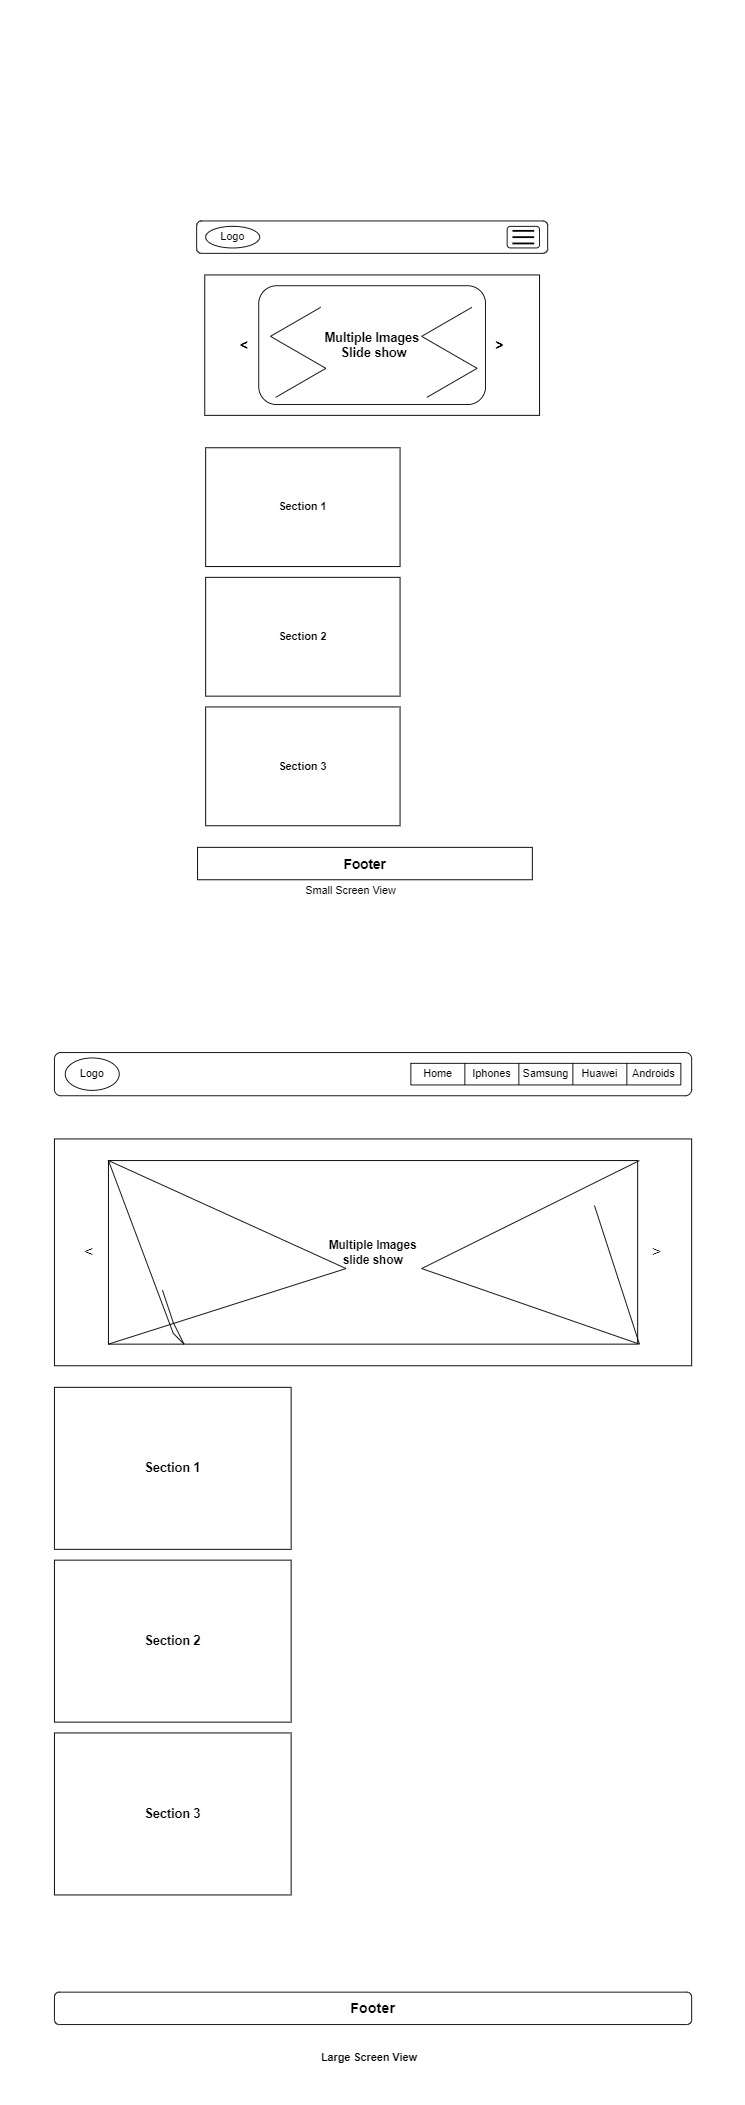 Logo
Multiple Images
Slide show
<
>
Section 1
Section 2
Section 3
Footer
Small Screen View
Logo
Home Iphones Samsung Huawei Androids
Multiple Images
slide show
<
>
Section 1
Section 2
Section 3
Footer
Large Screen View